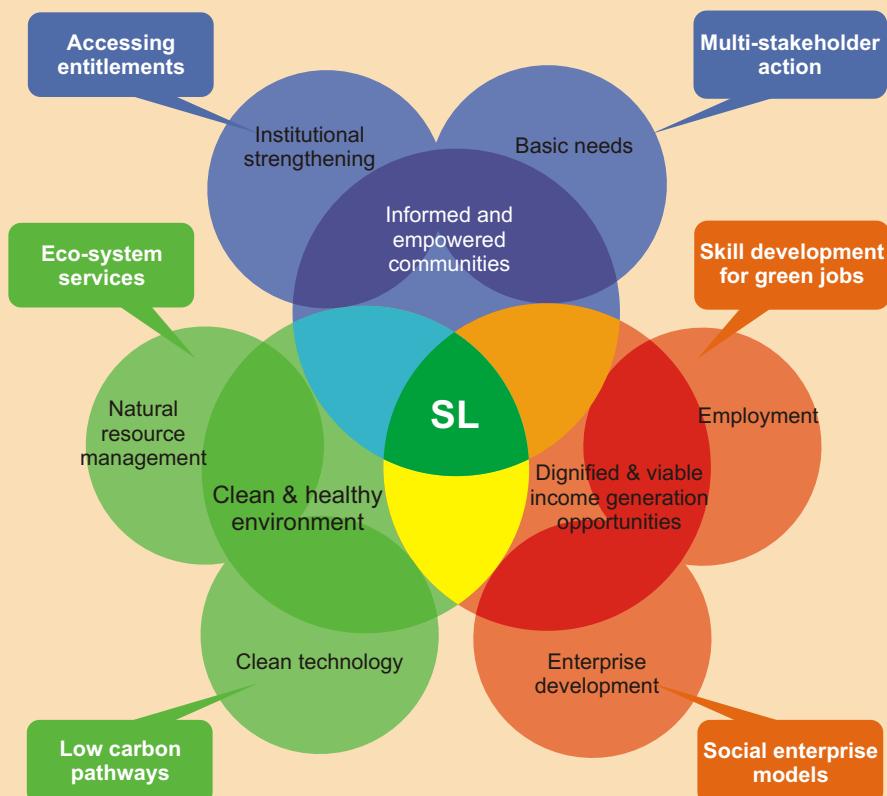 Accessing
entitlements
Multi-stakeholder
action
Institutional
strengthening
Basic needs
Informed and
empowered
communities
Eco-system
services
Skill development
for green jobs
SL
Natural
resource
management
Employment
Clean & healthy
environment
Dignified & viable
income generation
opportunities
Clean technology
Enterprise
development
Low carbon
pathways
Social enterprise
models